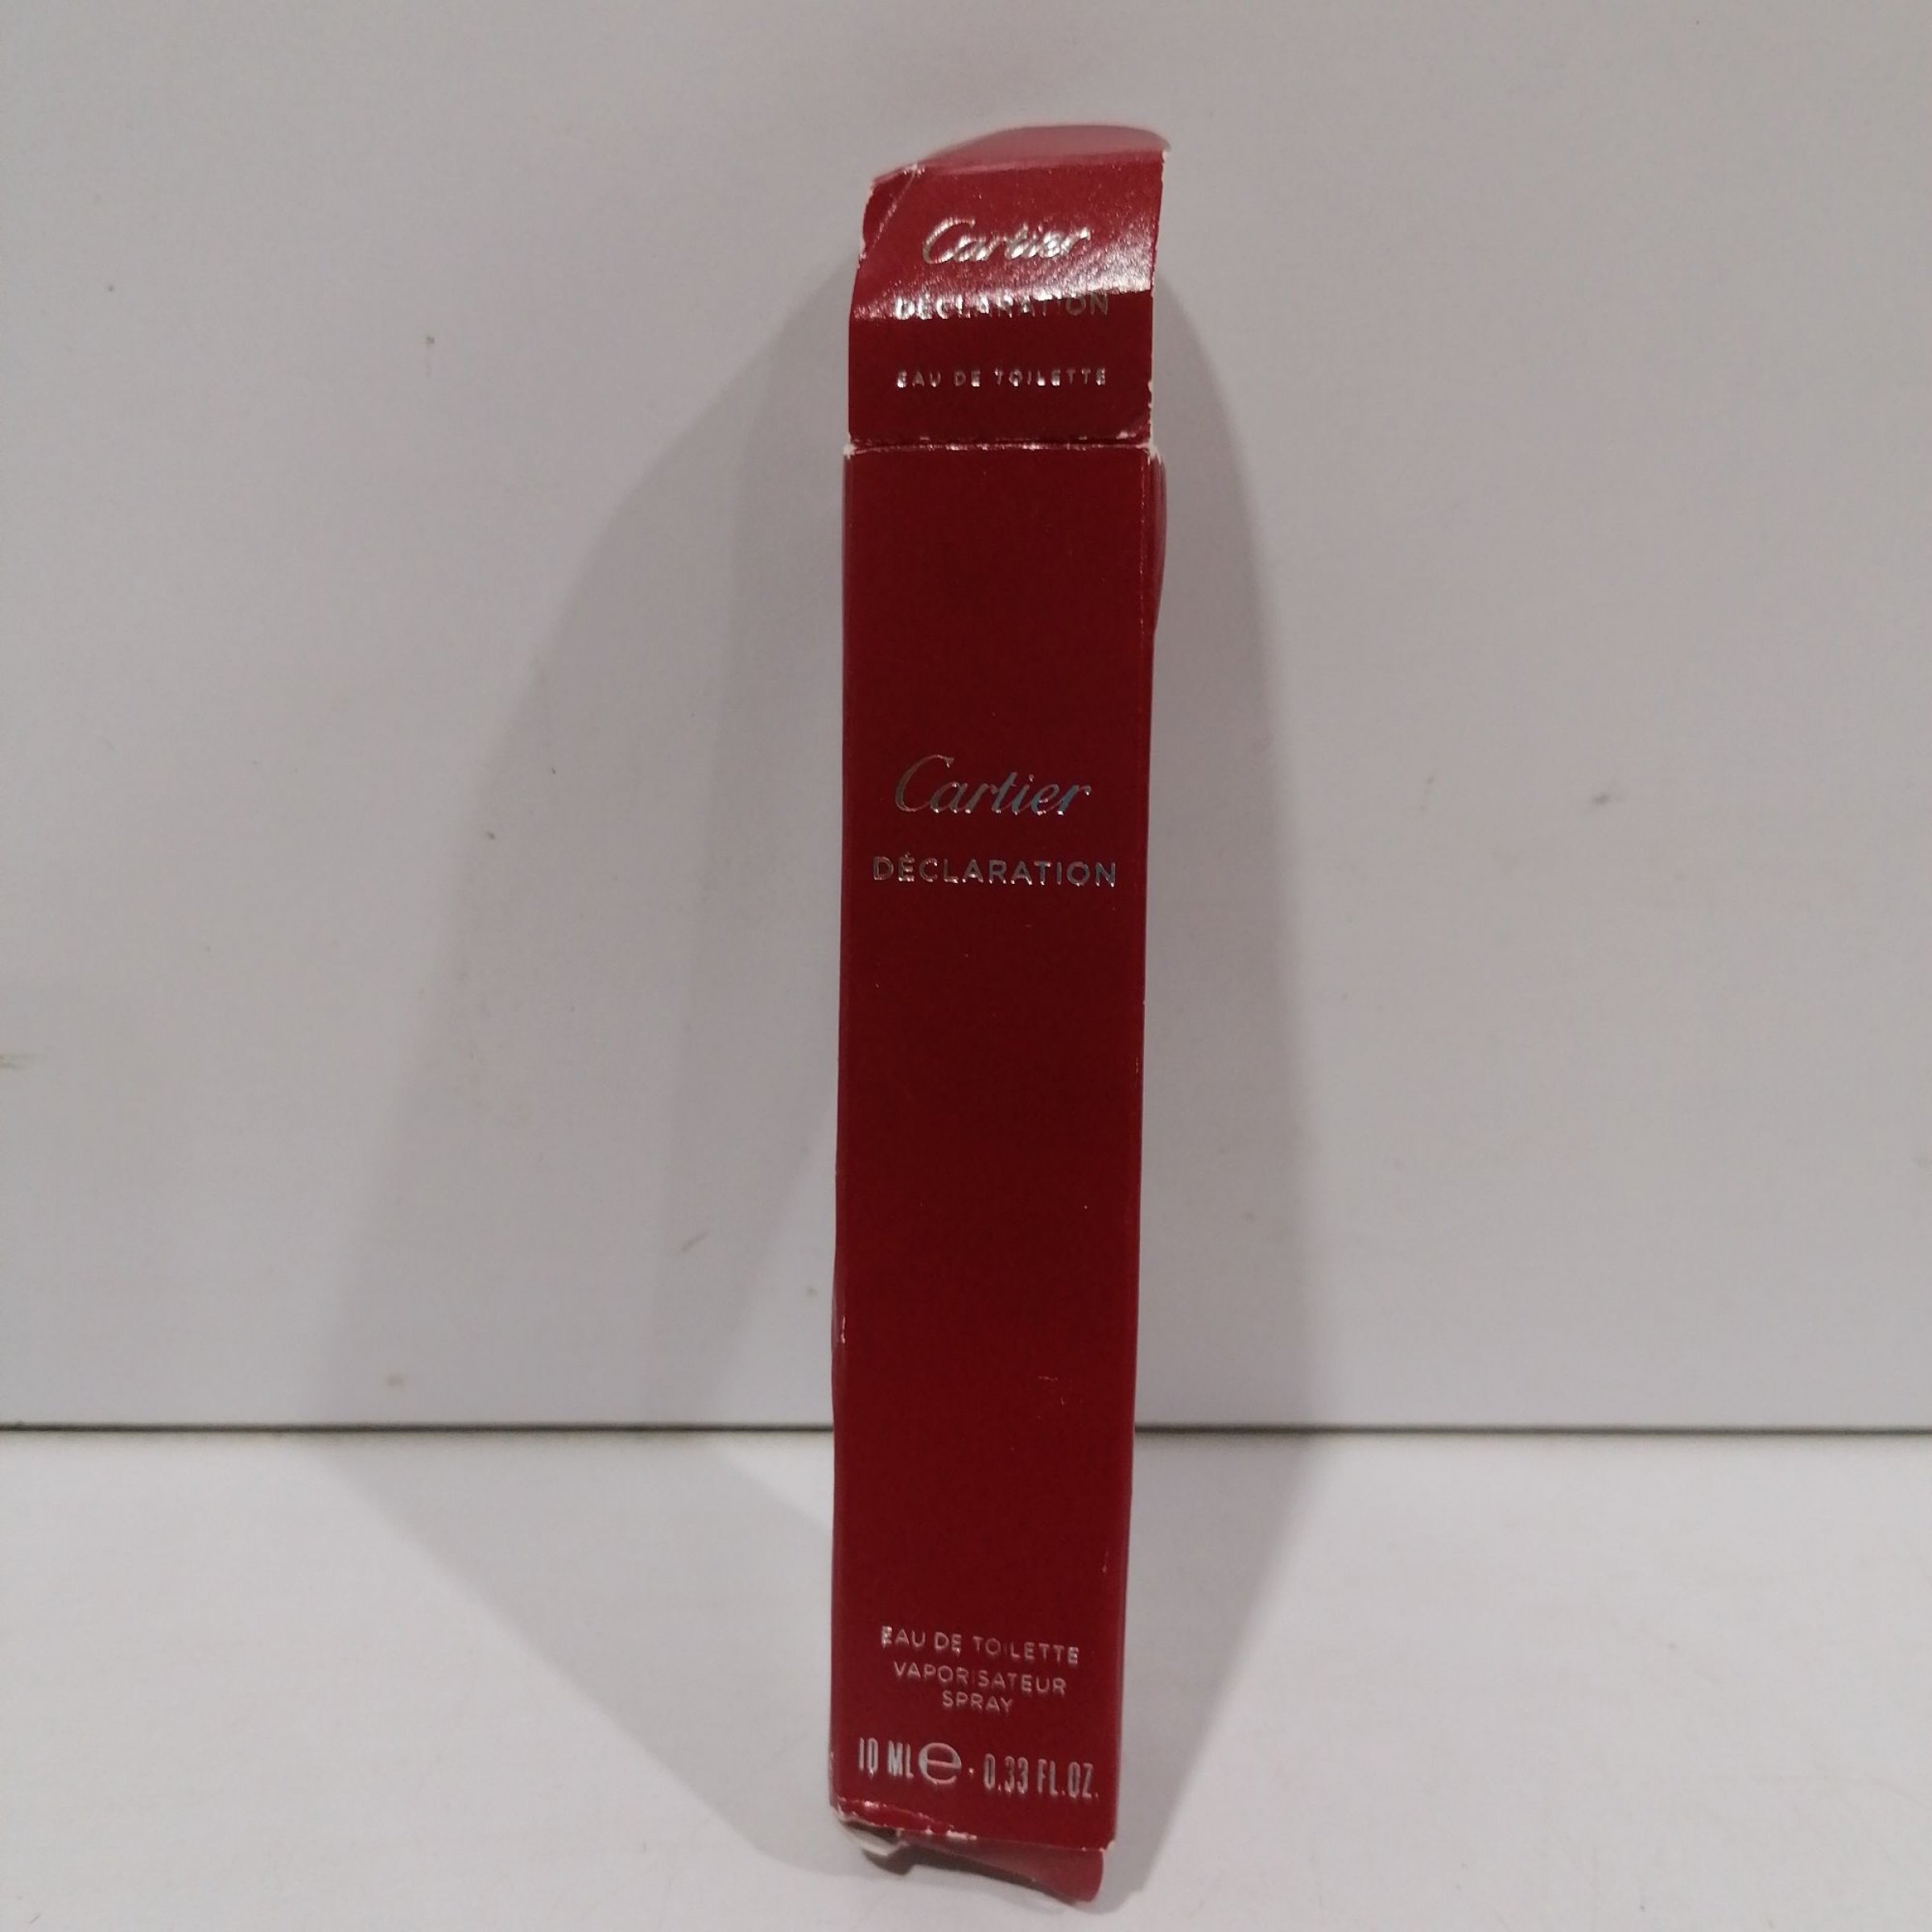 Cartier
DÉCLARATION
EAU DE TOILETTE
Cartier
DÉCLARATION
EAU DE TOILETTE
VAPORISATEUR
SPRAY
10 ML e · 0.33 FL.OZ.